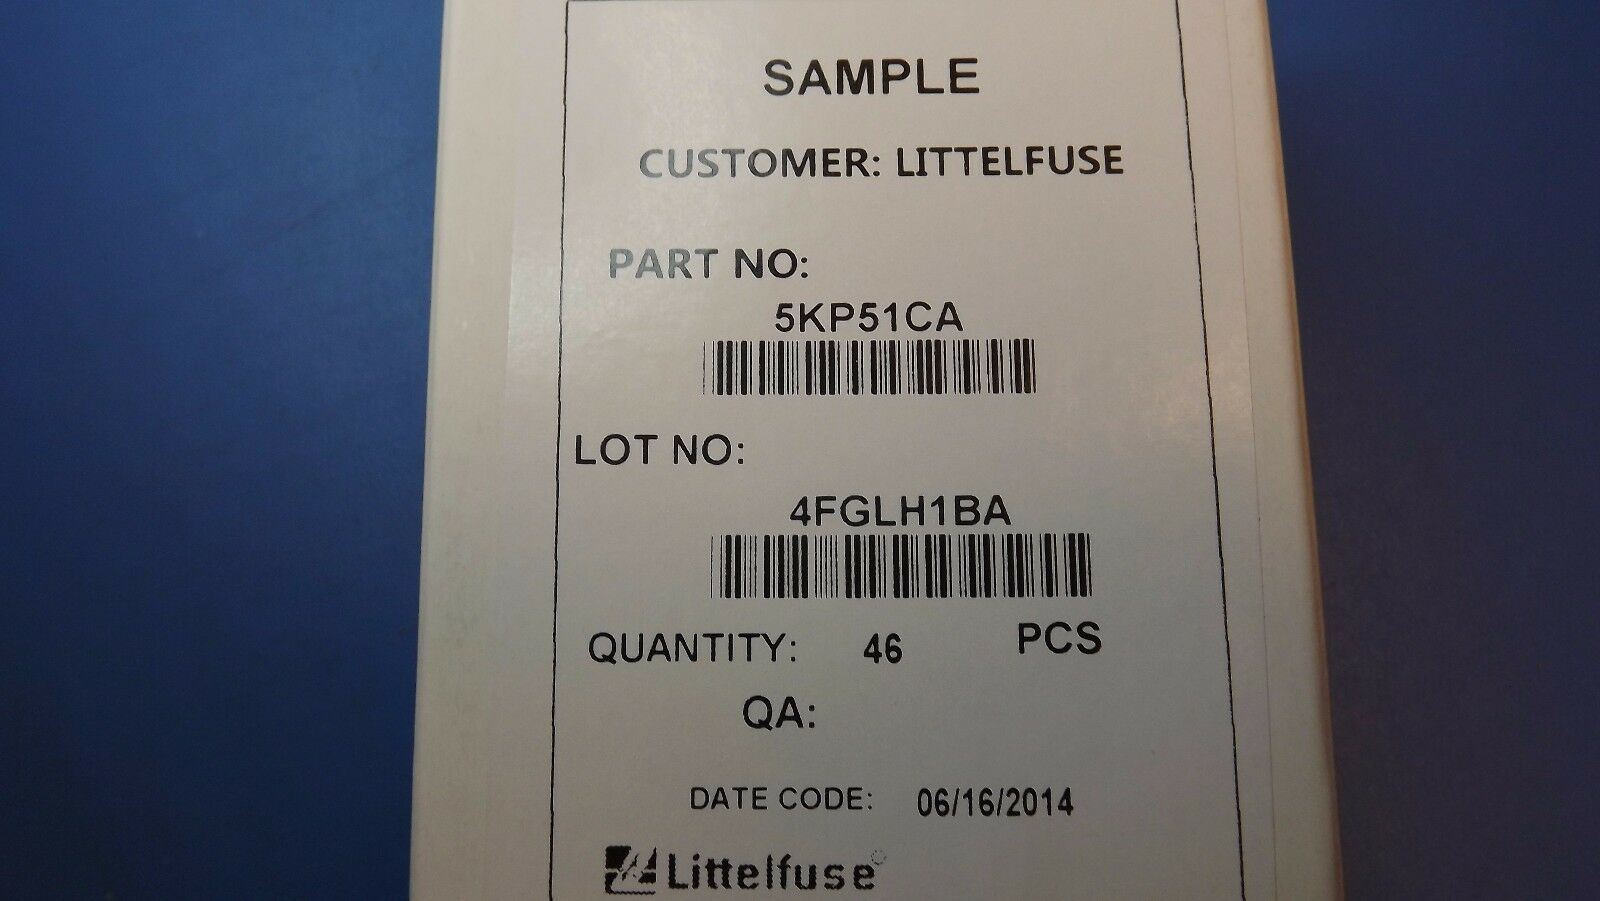 SAMPLE
CUSTOMER: LITTELFUSE
PART NO:
5KP51CA
LOT NO:
4FGLH1BA
QUANTITY: 46 PCS
QA:
DATE CODE: 06/16/2014
Littelfuse